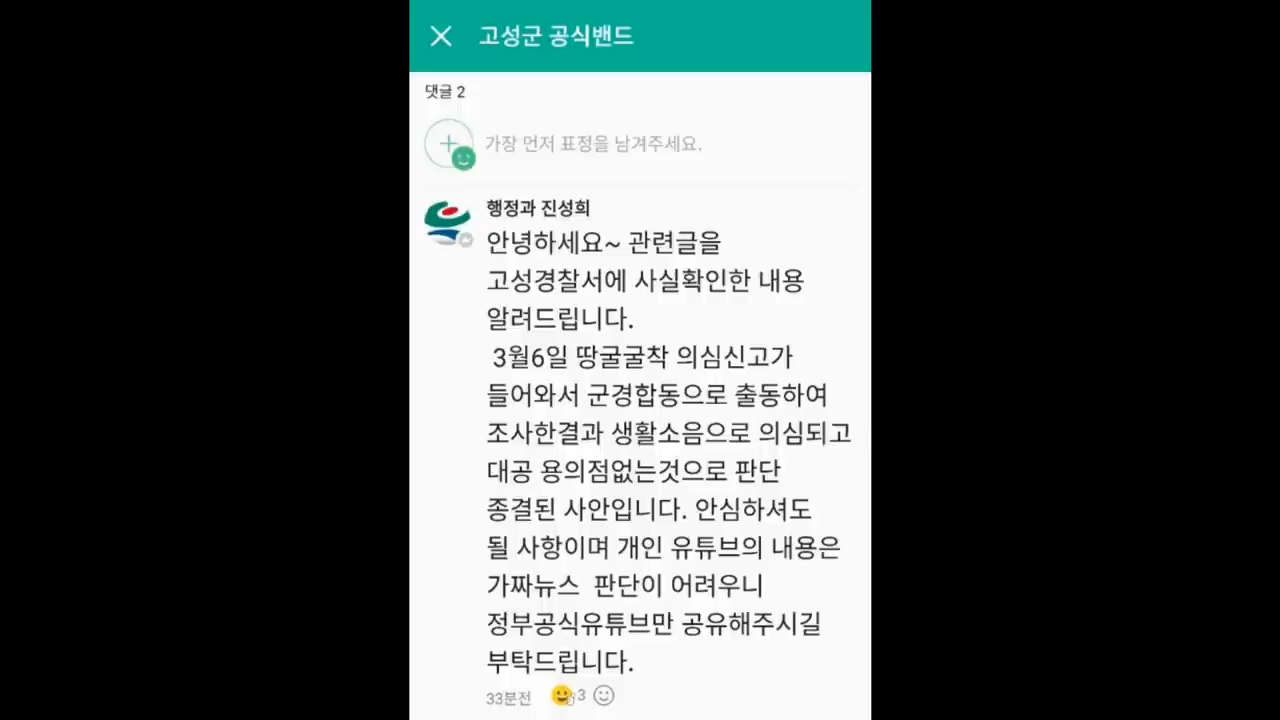 고성군 공식밴드
댓글 2
가장 먼저 표정을 남겨주세요.
행정과 진성희
안녕하세요~ 관련글을
고성경찰서에 사실확인한 내용
알려드립니다.
3월6일 땅굴굴착 의심신고가
들어와서 군경합동으로 출동하여
조사한결과 생활소음으로 의심되고
대공 용의점없는것으로 판단
종결된 사안입니다. 안심하셔도
될 사항이며 개인 유튜브의 내용은
가짜뉴스  판단이 어려우니
정부공식유튜브만 공유해주시길
부탁드립니다.
33분전 3